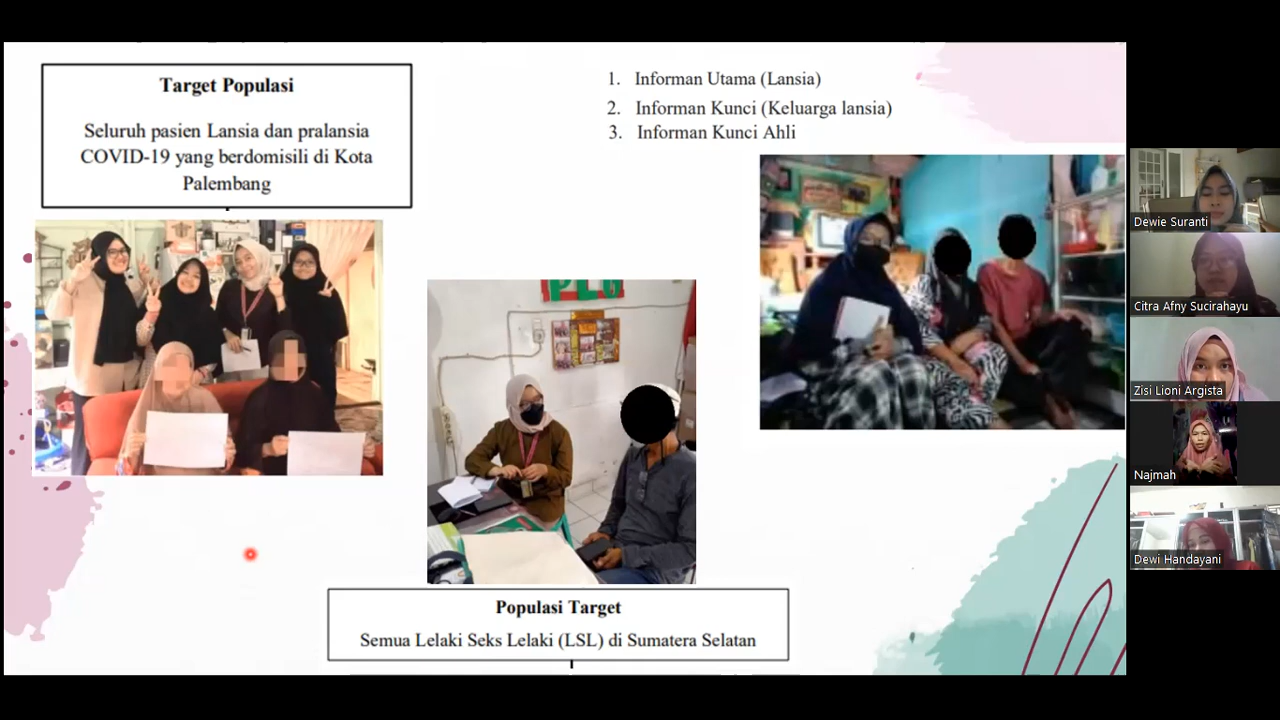 Target Populasi
Seluruh pasien Lansia dan pralansia
COVID-19 yang berdomisili di Kota
Palembang
1. Informan Utama (Lansia)
2. Informan Kunci (Keluarga lansia)
3. Informan Kunci Ahli
PLG
Populasi Target
Semua Lelaki Seks Lelaki (LSL) di Sumatera Selatan
Dewie Suranti
Citra Afny Sucirahayu
Zisi Lioni Argista
Najmah
Dewi Handayani